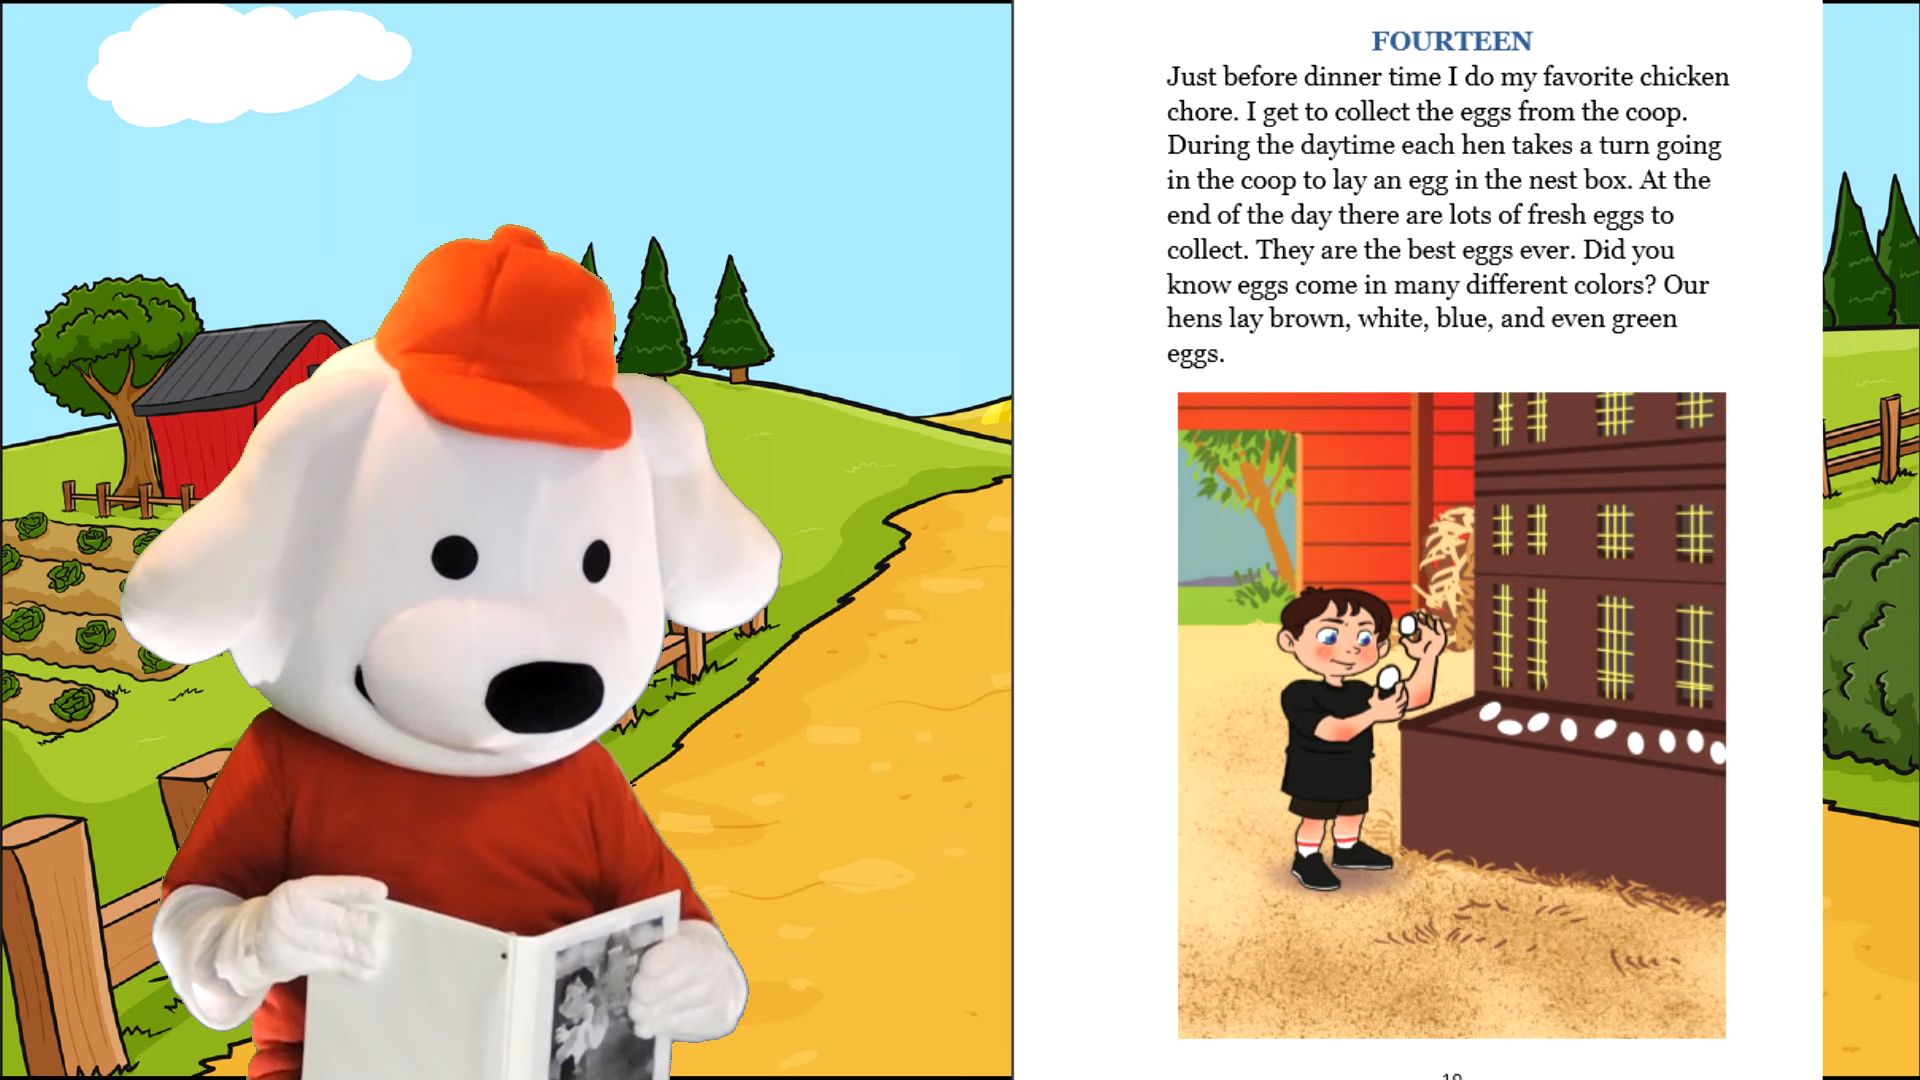 FOURTEEN
Just before dinner time I do my favorite chicken
chore. I get to collect the eggs from the coop.
During the daytime each hen takes a turn going
in the coop to lay an egg in the nest box. At the
end of the day there are lots of fresh eggs to
collect. They are the best eggs ever. Did you
know eggs come in many different colors? Our
hens lay brown, white, blue, and even green
eggs.